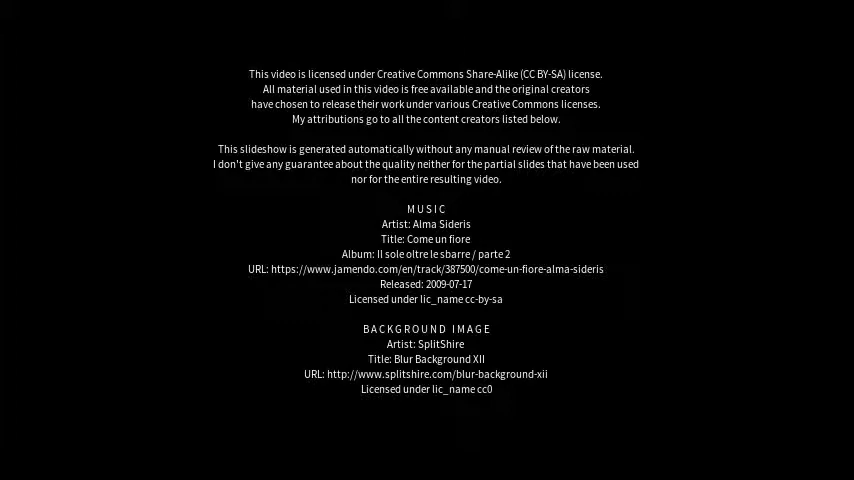 This video is licensed under Creative Commons Share-Alike (CC BY-SA) license.
All material used in this video is free available and the original creators
have chosen to release their work under various Creative Commons licenses.
My attributions go to all the content creators listed below.
This slideshow is generated automatically without any manual review of the raw material.
I don't give any guarantee about the quality neither for the partial slides that have been used
nor for the entire resulting video.
MUSIC
Artist: Alma Sideris
Title: Come un fiore
Album: Il sole oltre le sbarre / parte 2
URL: https://www.jamendo.com/en/track/387500/come-un-fiore-alma-sideris
Released: 2009-07-17
Licensed under lic_name cc-by-sa
BACKGROUND IMAGE
Artist: SplitShire
Title: Blur Background XII
URL: http://www.splitshire.com/blur-background-xii
Licensed under lic_name cc0